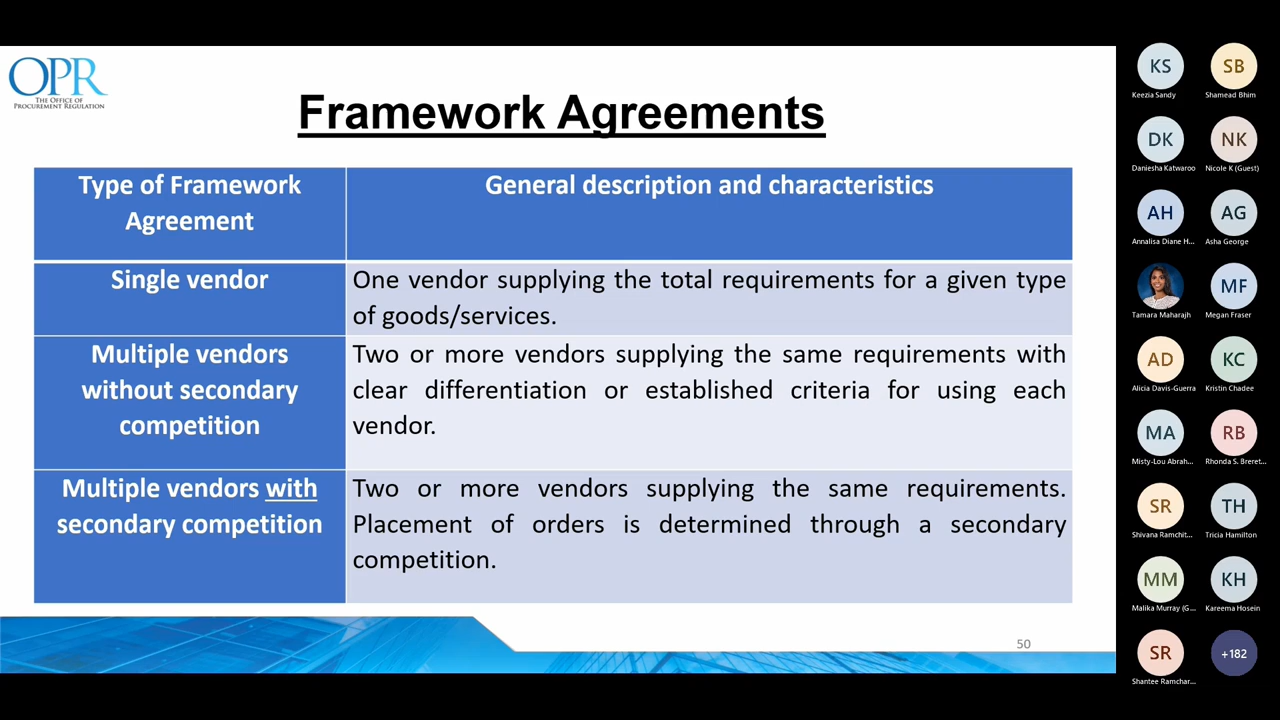 OPR
THE OFFICE OF
PROCUREMENT REGULATION
Framework Agreements
Type of Framework
Agreement
General description and characteristics
Single vendor
One vendor supplying the total requirements for a given type
of goods/services.
Multiple vendors
without secondary
competition
Two or more vendors supplying the same requirements with
clear differentiation or established criteria for using each
vendor.
Multiple vendors with
secondary competition
Two or more vendors supplying the same requirements.
Placement of orders is determined through a secondary
competition.
50
KS
Keezia Sandy
SB
Shamead Bhim
DK
Daniesha Katwaroo
NK
Nicole K (Guest)
AH
Annalisa Diane H...
AG
Asha George
Tamara Maharajh
MF
Megan Fraser
AD
Alicia Davis-Guerra
KC
Kristin Chadee
MA
Misty-Lou Abrah...
RB
Rhonda S. Breret...
SR
Shivana Ramchit...
TH
Tricia Hamilton
MM
Malika Murray (G...
KH
Kareema Hosein
SR
Shantee Ramchar...
+182